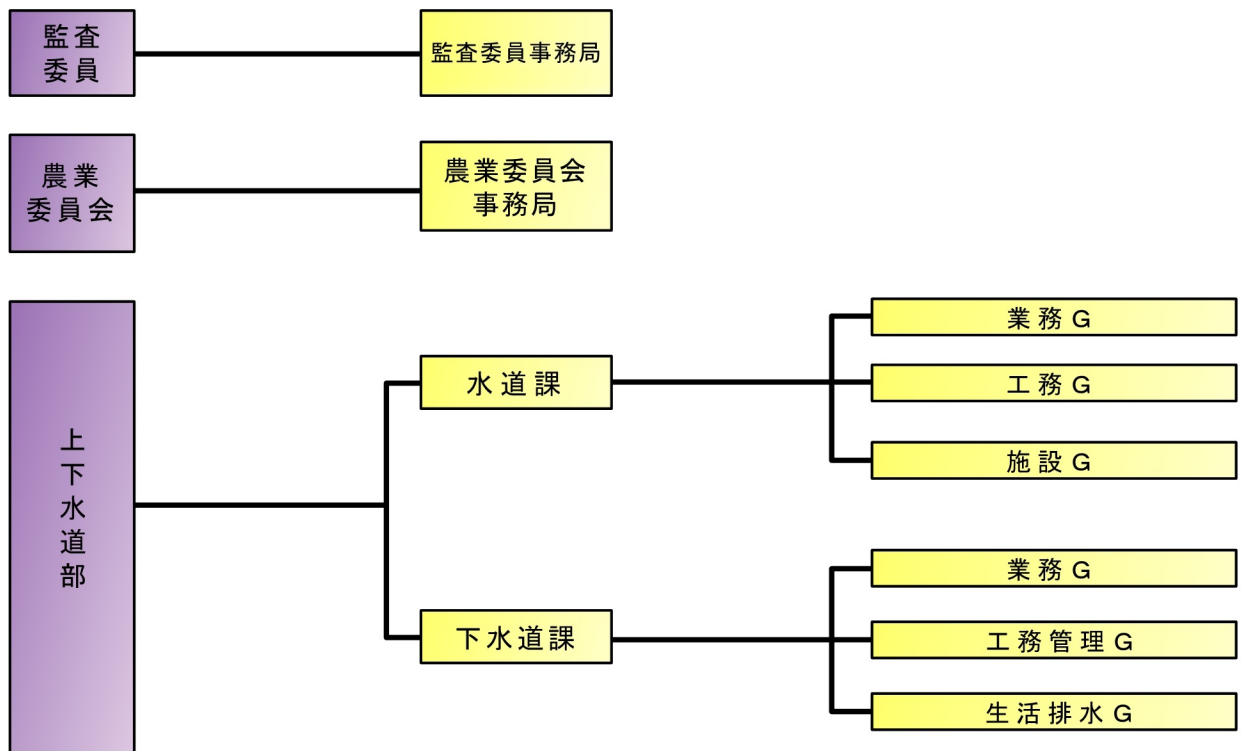 監査
委員
監査委員事務局
農業
委員会
農業委員会
事務局
上下水道部
水道課
業務G
工務G
施設G
下水道課
業務G
工務管理G
生活排水G